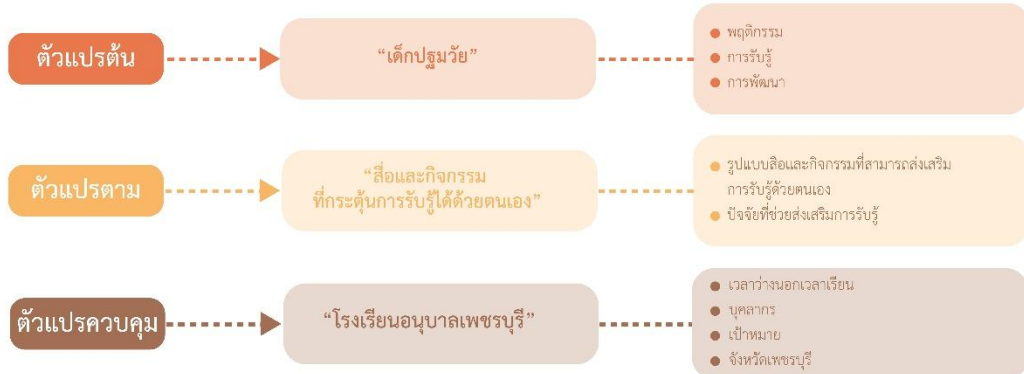 ตัวแปรต้น
“เด็กปฐมวัย”
พฤติกรรม
การรับรู้
การพัฒนา
ตัวแปรตาม
“สื่อและกิจกรรม
ที่กระตุ้นการรับรู้ได้ด้วยตนเอง”
รูปแบบสื่อและกิจกรรมที่สามารถส่งเสริม
การรับรู้ด้วยตนเอง
ปัจจัยที่ช่วยส่งเสริมการรับรู้
ตัวแปรควบคุม
“โรงเรียนอนุบาลเพชรบุรี”
เวลาว่างนอกเวลาเรียน
บุคลากร
เป้าหมาย
จังหวัดเพชรบุรี